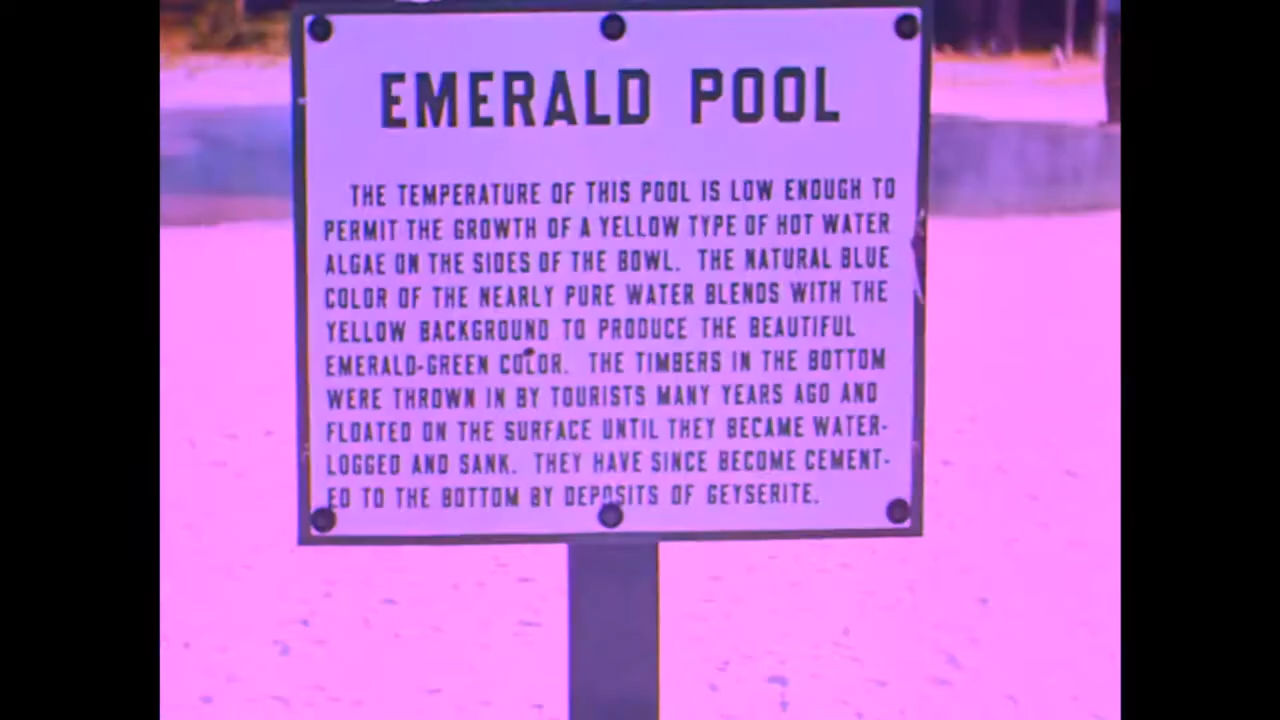 EMERALD POOL
THE TEMPERATURE OF THIS POOL IS LOW ENOUGH TO
PERMIT THE GROWTH OF A YELLOW TYPE OF HOT WATER
ALGAE ON THE SIDES OF THE BOWL. THE NATURAL BLUE
COLOR OF THE NEARLY PURE WATER BLENDS WITH THE
YELLOW BACKGROUND TO PRODUCE THE BEAUTIFUL
EMERALD-GREEN COLOR. THE TIMBERS IN THE BOTTOM
WERE THROWN IN BY TOURISTS MANY YEARS AGO AND
FLOATED ON THE SURFACE UNTIL THEY BECAME WATER-
LOGGED AND SANK. THEY HAVE SINCE BECOME CEMENT-
ED TO THE BOTTOM BY DEPOSITS OF GEYSERITE.